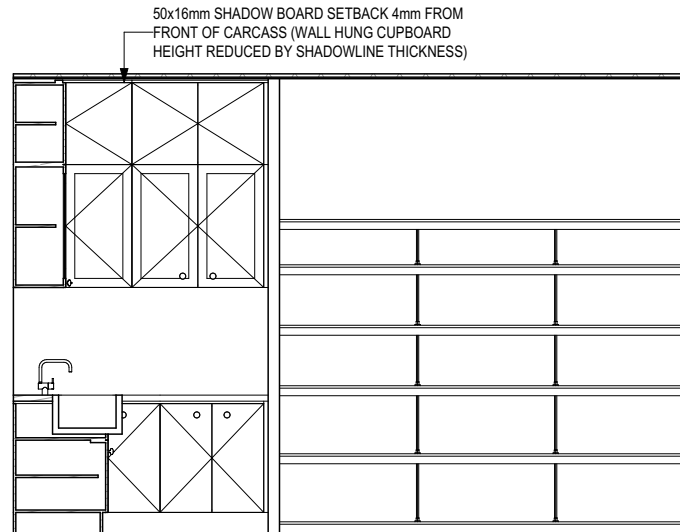 50x16mm SHADOW BOARD SETBACK 4mm FROM
FRONT OF CARCASS (WALL HUNG CUPBOARD
HEIGHT REDUCED BY SHADOWLINE THICKNESS)